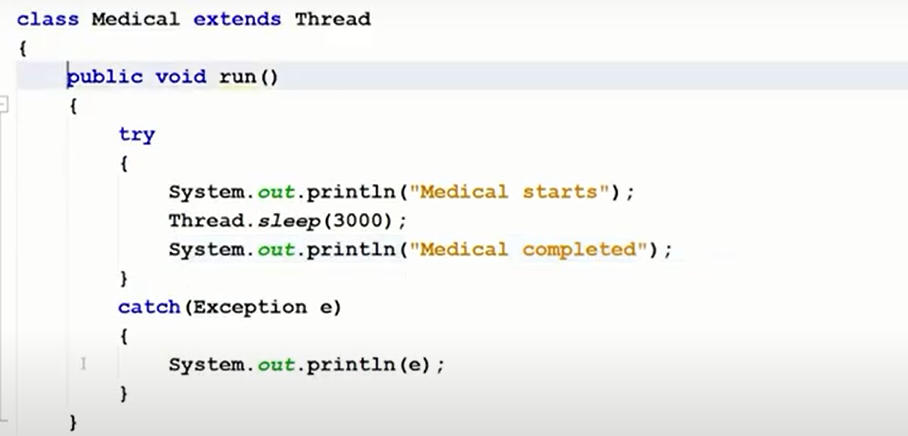 class Medical extends Thread
{
public void run()
{
try
{
System.out.println("Medical starts");
Thread.sleep(3000);
System.out.println("Medical completed");
}
catch(Exception e)
{
System.out.println(e);
}
}